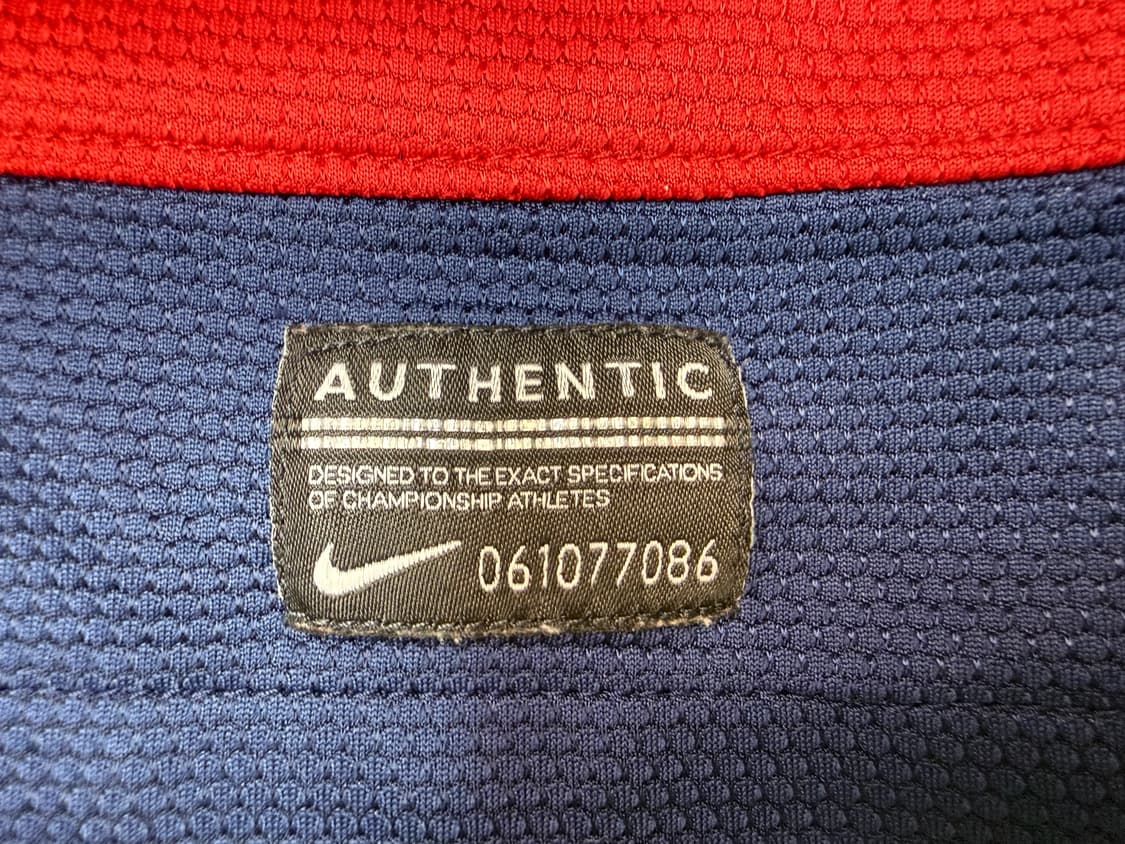 AUTHENTIC
DESIGNED TO THE EXACT SPECIFICATIONS
OF CHAMPIONSHIP ATHLETES
061077086